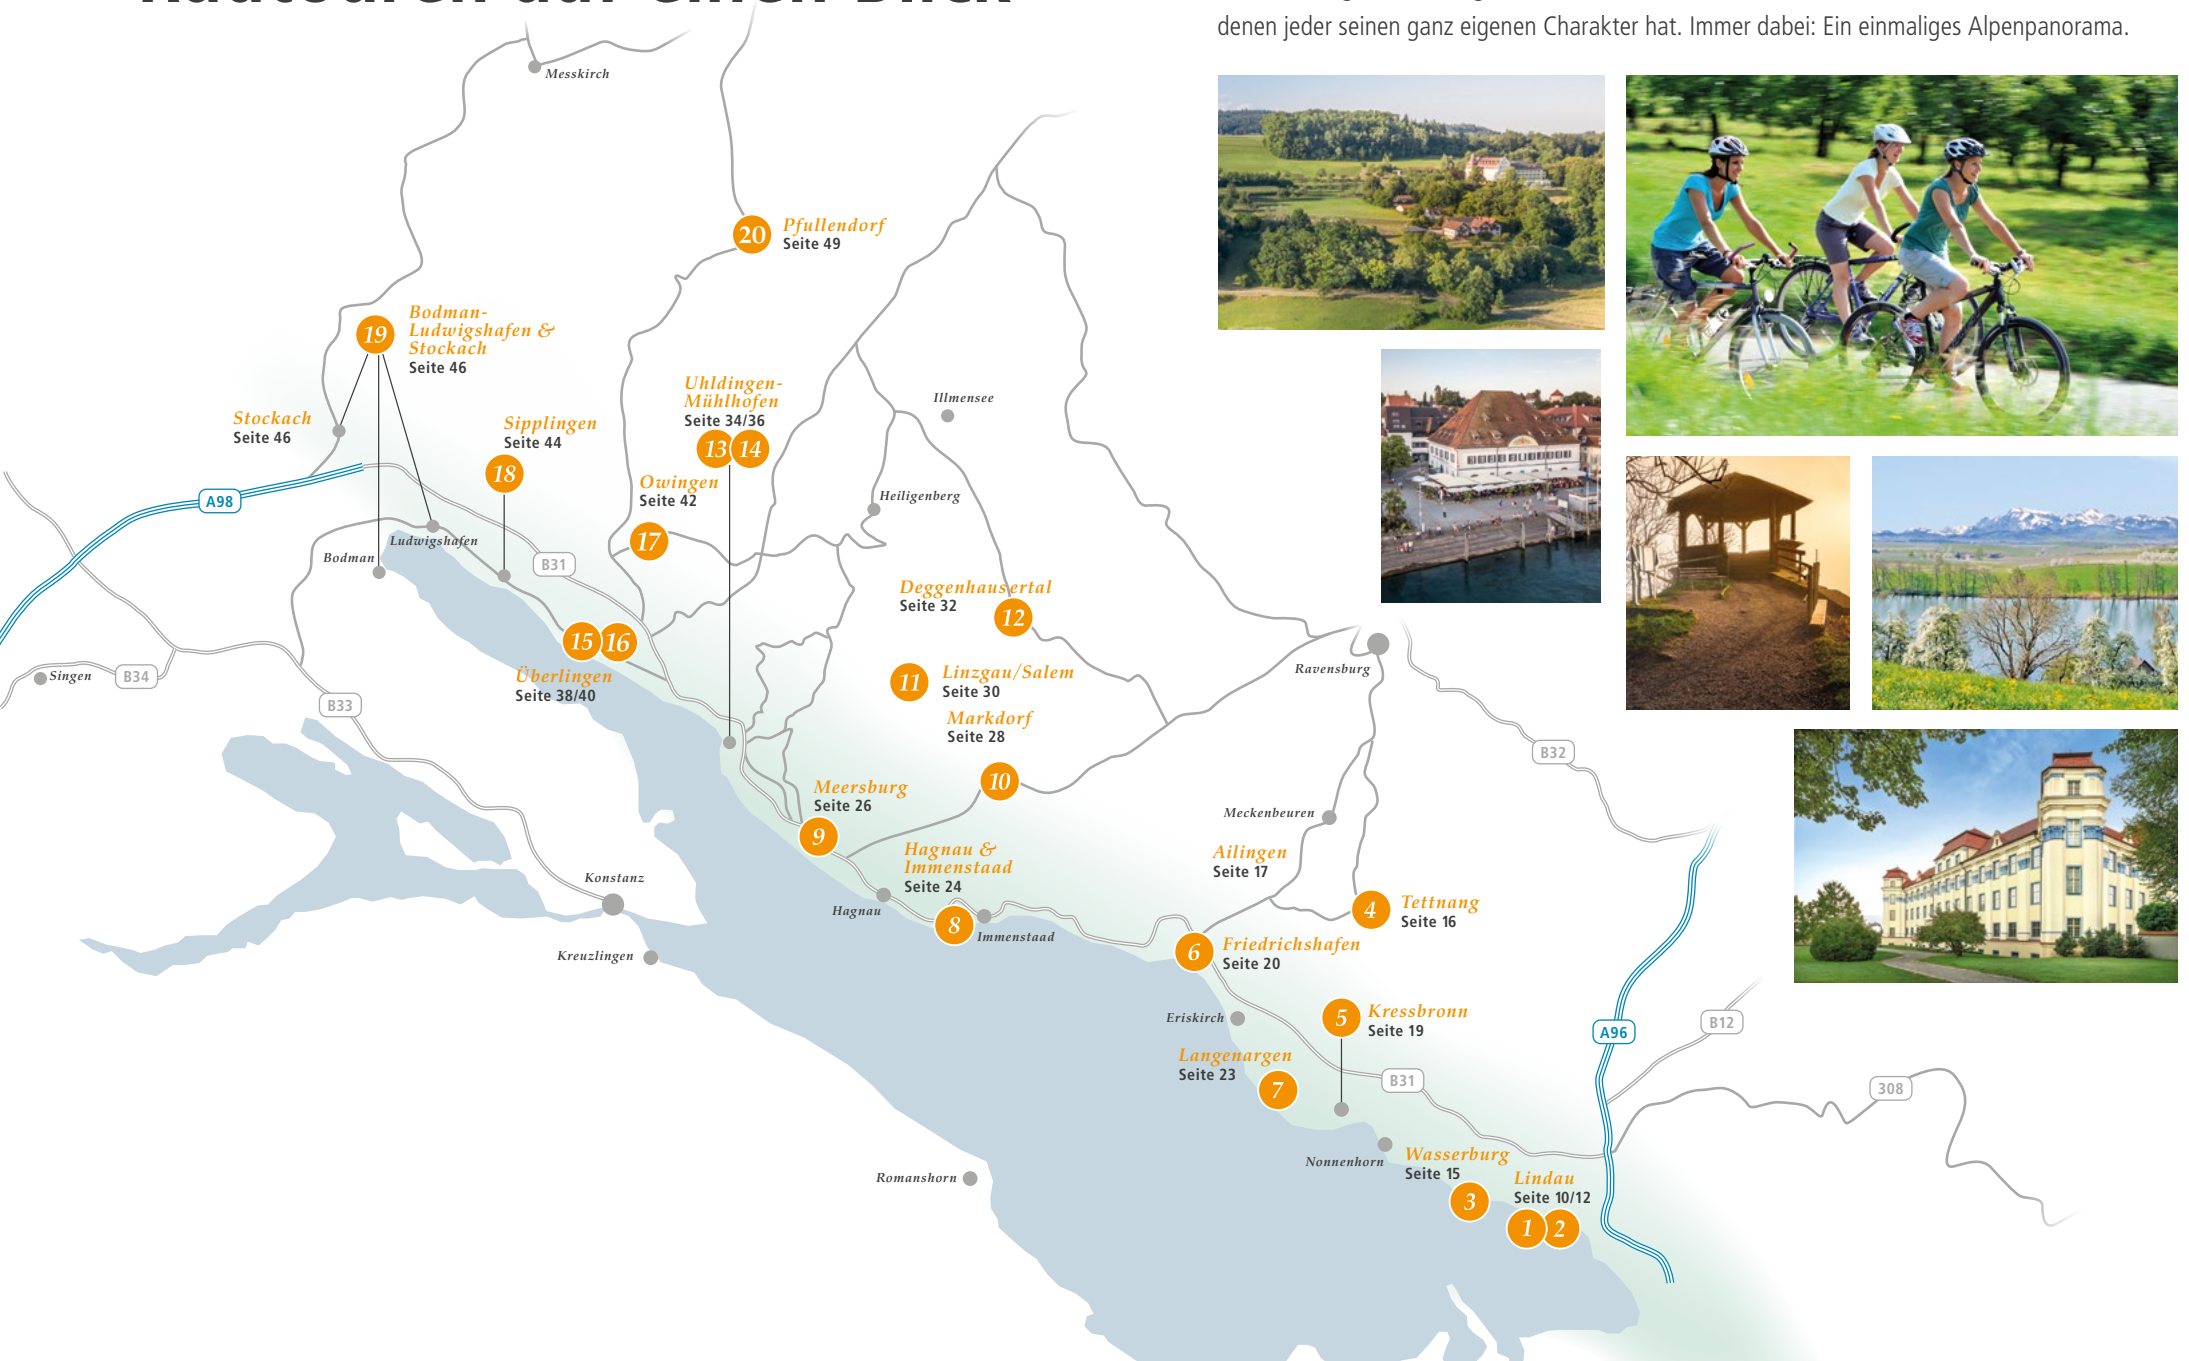 Radtouren auf einen Blick
denen jeder seinen ganz eigenen Charakter hat. Immer dabei: Ein einmaliges Alpenpanorama.
Messkirch
20
Pfullendorf
Seite 49
19
Bodman-
Ludwigshafen &
Stockach
Seite 46
Stockach
Seite 46
Sipplingen
Seite 44
18
Uhldingen-
Mühlhofen
Seite 34/36
13 14
Illmensee
Owingen
Seite 42
17
Heiligenberg
A98
Ludwigshafen
Bodman
B31
Deggenhausertal
Seite 32
12
15 16
Überlingen
Seite 38/40
Singen
B34
B33
11
Linzgau/Salem
Seite 30
Markdorf
Seite 28
10
Ravensburg
B32
Meersburg
Seite 26
9
Meckenbeuren
Hagnau &
Immenstaad
Seite 24
Ailingen
Seite 17
Konstanz
Hagnau
8
Immenstaad
4
Tettnang
Seite 16
Kreuzlingen
6
Friedrichshafen
Seite 20
Eriskirch
5
Kressbronn
Seite 19
A96
B12
Langenargen
Seite 23
7
B31
308
Nonnenhorn
Wasserburg
Seite 15
3
Lindau
Seite 10/12
1 2
Romanshorn